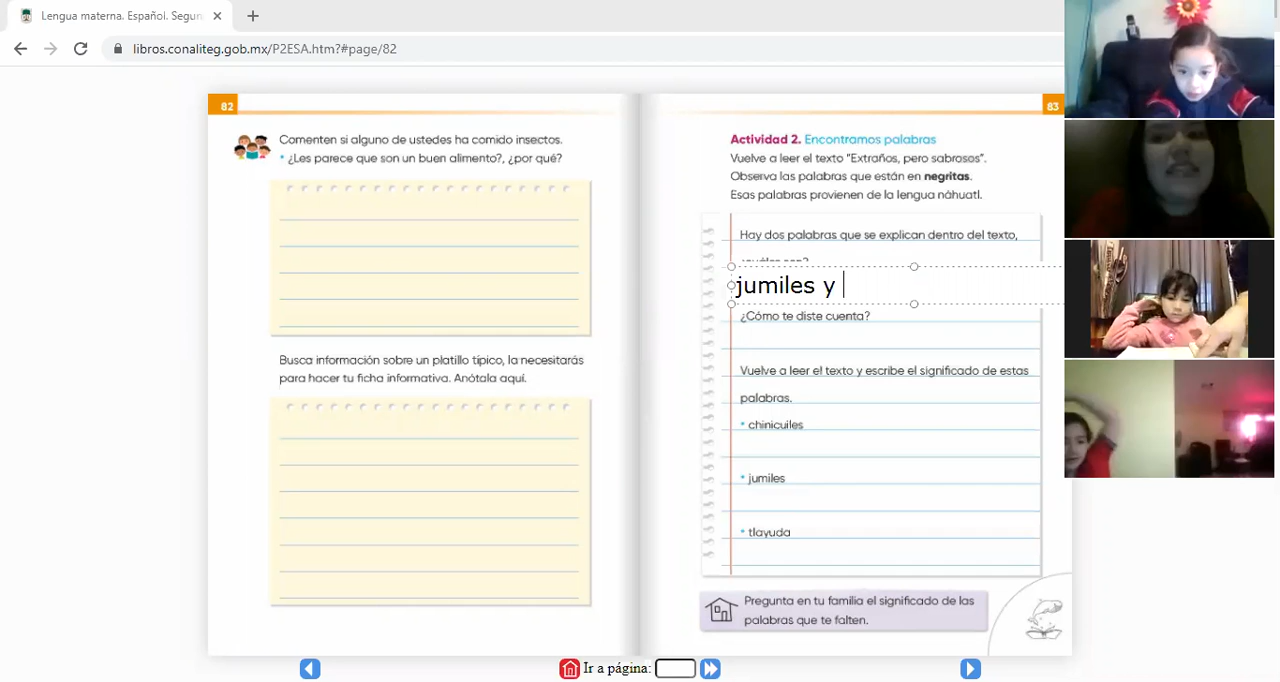 Lengua materna. Español. Segun
libros.conaliteg.gob.mx/P2ESA.htm?#page/82
82
Comenten si alguno de ustedes ha comido insectos.
• ¿Les parece que son un buen alimento?, ¿por qué?
Busca información sobre un platillo típico, la necesitarás
para hacer tu ficha informativa. Anótala aquí.
83
Actividad 2. Encontramos palabras
Vuelve a leer el texto "Extraños, pero sabrosos".
Observa las palabras que están en negritas.
Esas palabras provienen de la lengua náhuatl.
Hay dos palabras que se explican dentro del texto,
jumiles y
¿Cómo te diste cuenta?
Vuelve a leer el texto y escribe el significado de estas
palabras.
• chinicuiles
• jumiles
• tlayuda
Pregunta en tu familia el significado de las
palabras que te falten.
Ir a página: